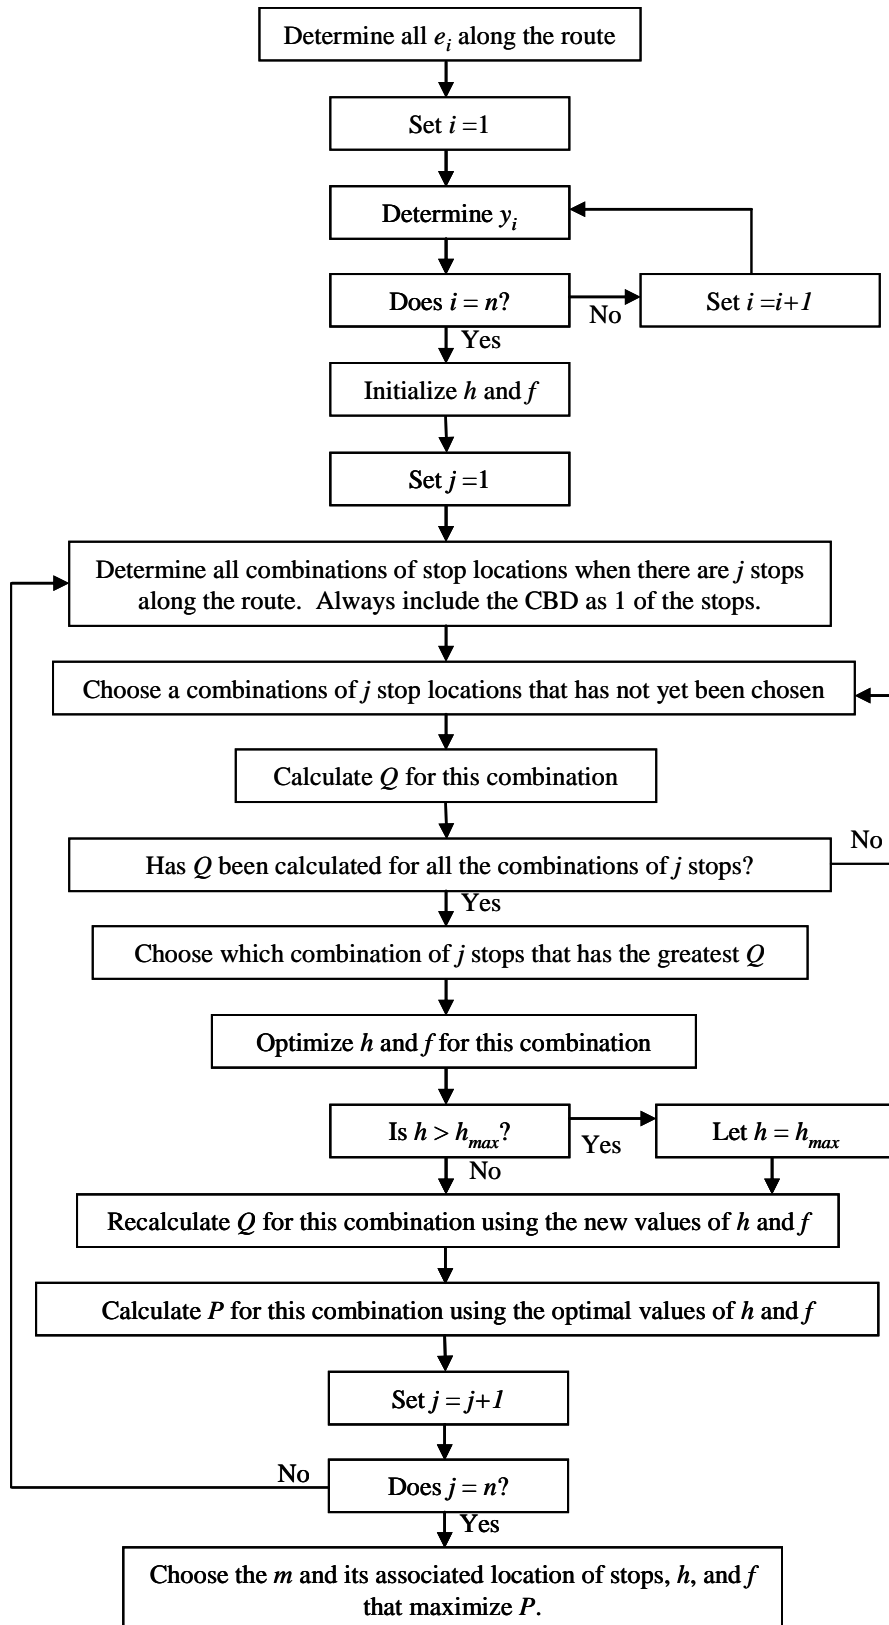 Determine all e_i along the route
Set i =1
Determine y_i
Does i = n?
No
Set i =i+1
Yes
Initialize h and f
Set j =1
Determine all combinations of stop locations when there are j stops
along the route.  Always include the CBD as 1 of the stops.
Choose a combinations of j stop locations that has not yet been chosen
Calculate Q for this combination
Has Q been calculated for all the combinations of j stops?
No
Yes
Choose which combination of j stops that has the greatest Q
Optimize h and f for this combination
Is h > h_max?
Yes
Let h = h_max
No
Recalculate Q for this combination using the new values of h and f
Calculate P for this combination using the optimal values of h and f
Set j = j+1
No
Does j = n?
Yes
Choose the m and its associated location of stops, h, and f
that maximize P.